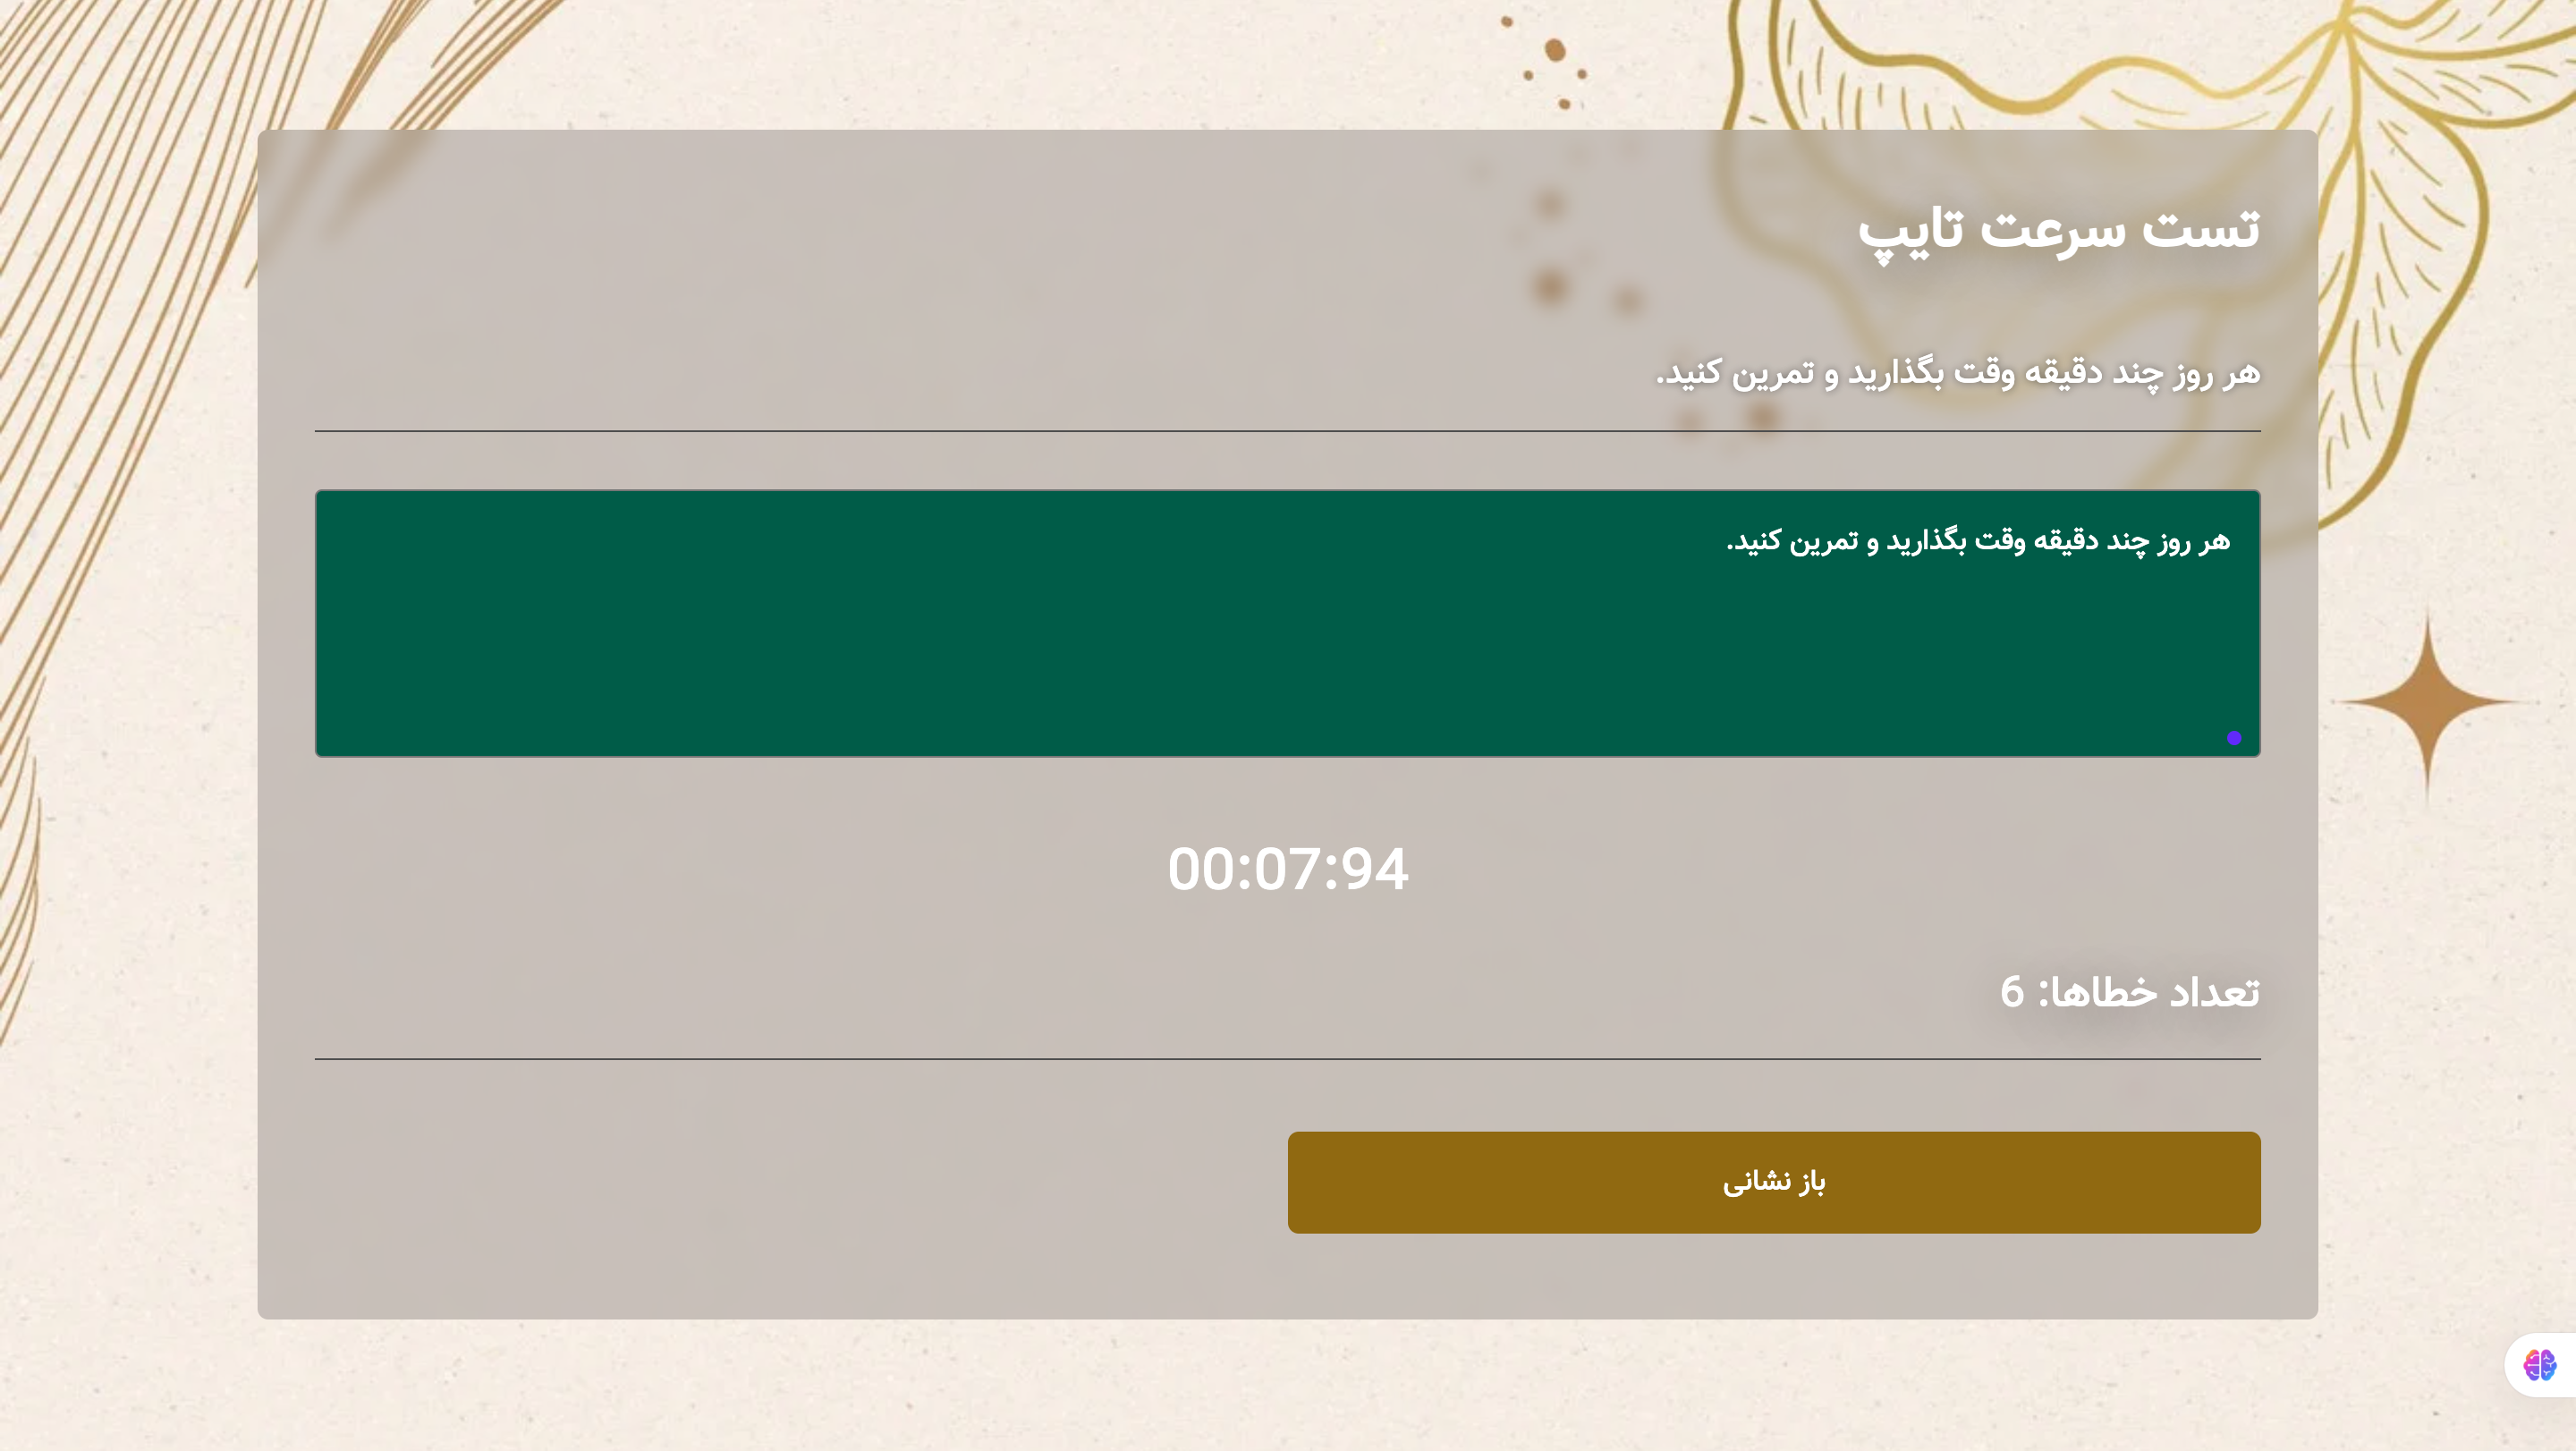 تست سرعت تایپ
هر روز چند دقیقه وقت بگذارید و تمرین کنید.
هر روز چند دقیقه وقت بگذارید و تمرین کنید.
00:07:94
تعداد خطاها: 6
باز نشانی